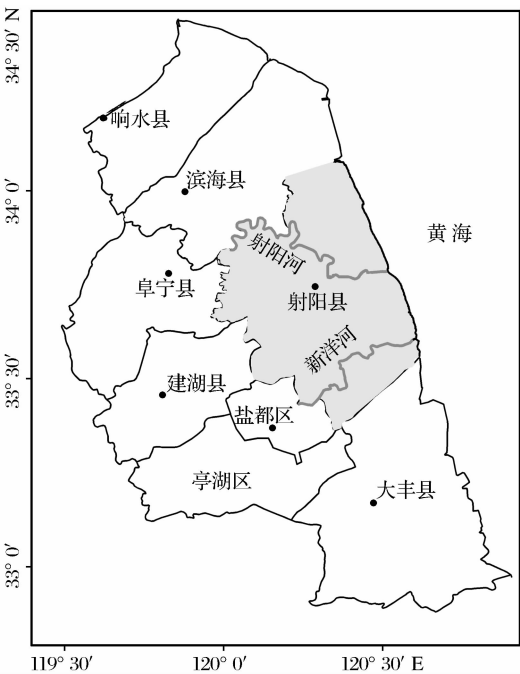 34° 30′ N
响水县
滨海县
34° 0′
黄海
射阳河
阜宁县
射阳县
新洋河
33° 30′
建湖县
盐都区
亭湖区
大丰县
33° 0′
119° 30′
120° 0′
120° 30′ E